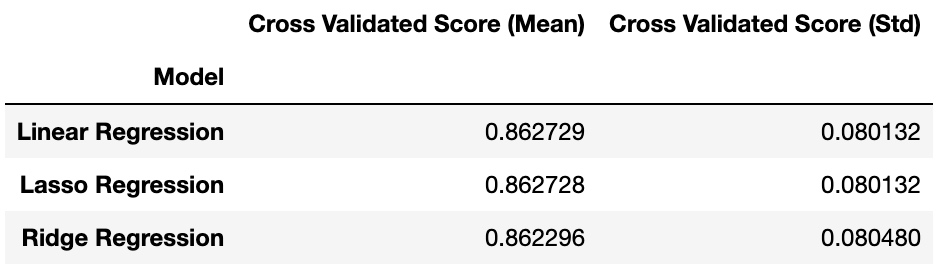 Cross Validated Score (Mean) Cross Validated Score (Std)
Model
Linear Regression 0.862729 0.080132
Lasso Regression 0.862728 0.080132
Ridge Regression 0.862296 0.080480